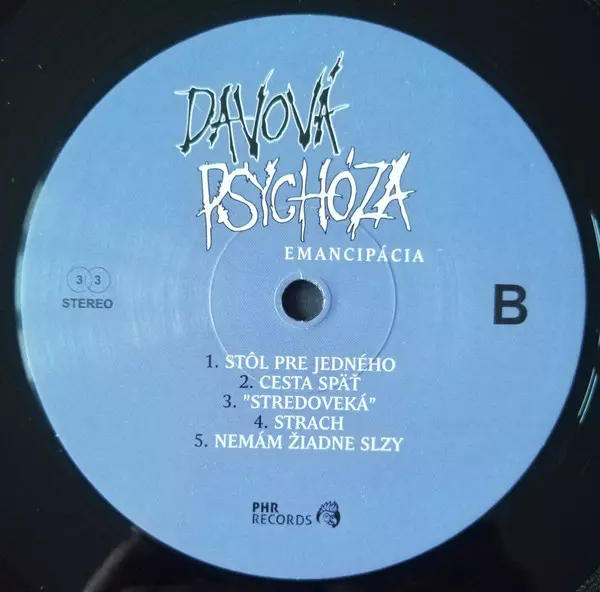 DAVOVÁ
PSYCHÓZA
EMANCIPÁCIA
33
STEREO
B
1. STÔL PRE JEDNÉHO
2. CESTA SPÄŤ
3. "STREDOVEKÁ"
4. STRACH
5. NEMÁM ŽIADNE SLZY
PHR
RECORDS